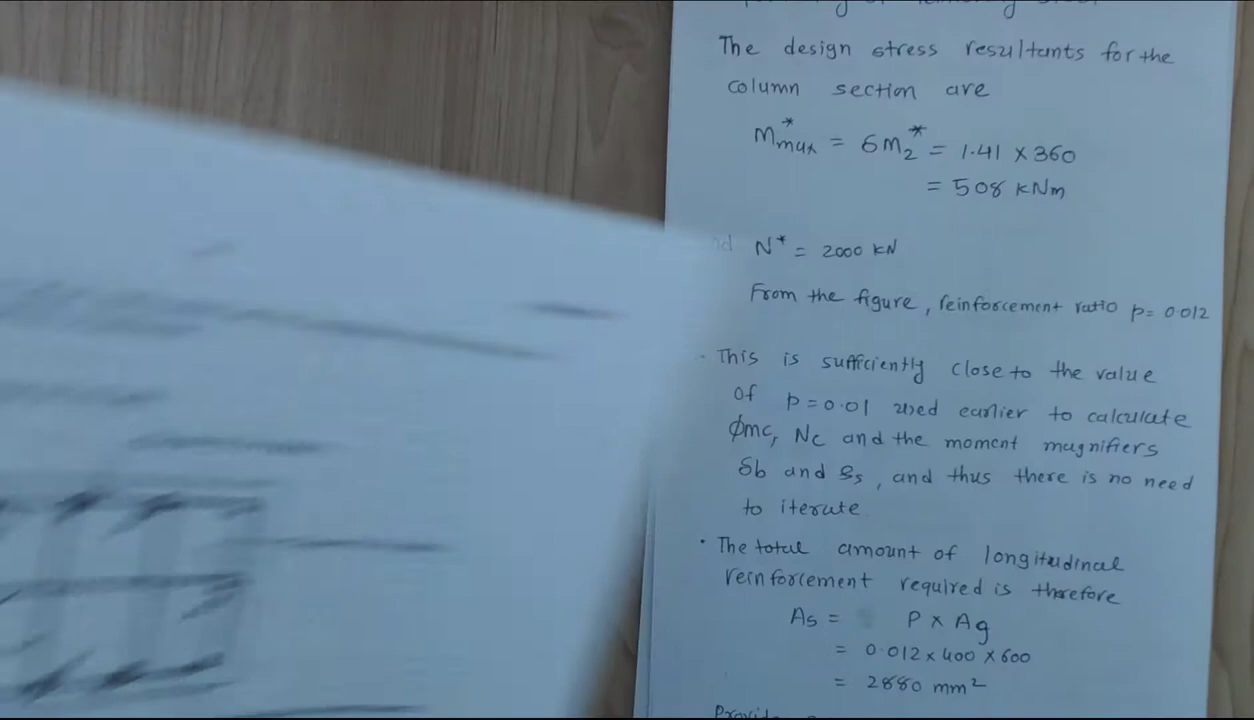 The design stress resultants for the
column section are
M*max = δM2* = 1.41 × 360
= 508 kNm
N* = 2000 kN
From the figure, reinforcement ratio p = 0.012
· This is sufficiently close to the value
of p = 0.01 used earlier to calculate
φmc, Nc and the moment magnifiers
δb and δs, and thus there is no need
to iterate.
· The total amount of longitudinal
reinforcement required is therefore
As = P × Ag
= 0.012 × 400 × 600
= 2880 mm²